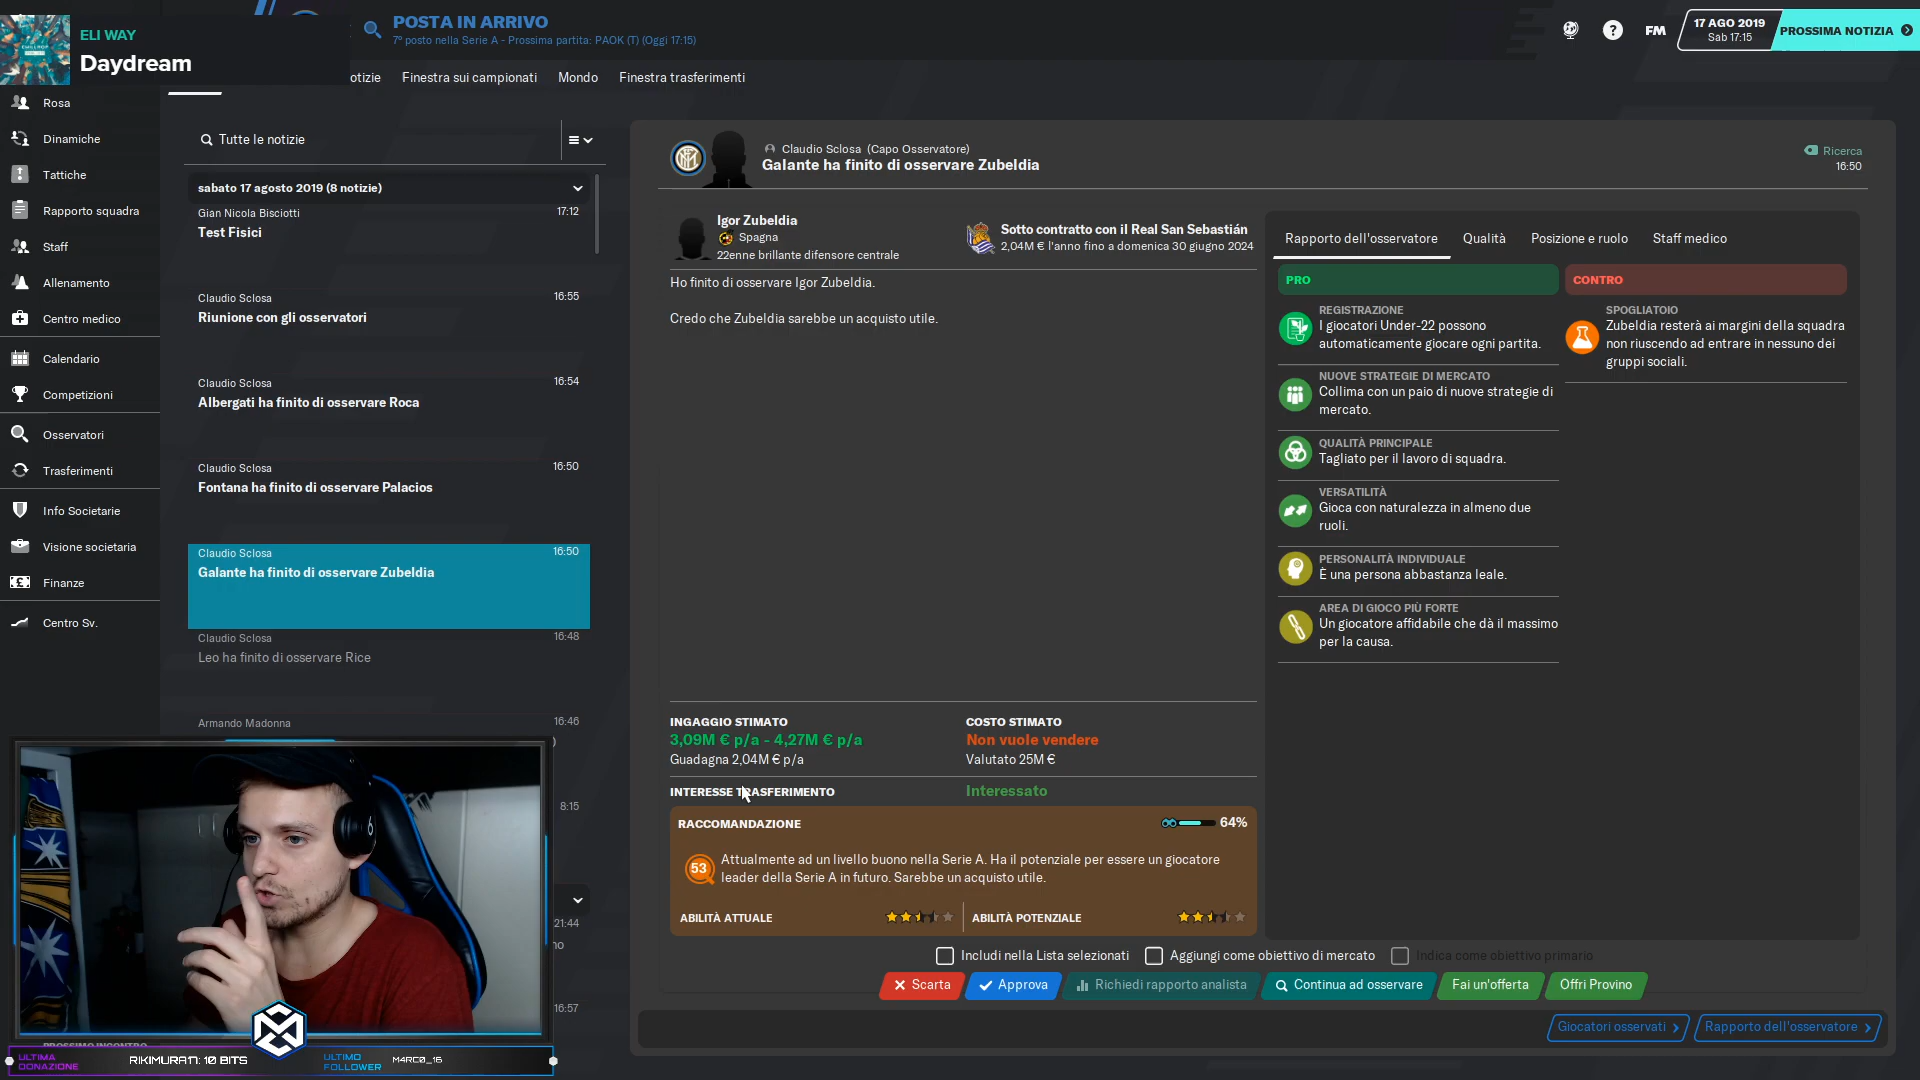 ELI WAY
Daydream
POSTA IN ARRIVO
7° posto nella Serie A - Prossima partita: PAOK (T) (Oggi 17:15)
FM
17 AGO 2019
Sab 17:15
PROSSIMA NOTIZIA
otizie
Finestra sui campionati
Mondo
Finestra trasferimenti
Rosa
Dinamiche
Tattiche
Rapporto squadra
Staff
Allenamento
Centro medico
Calendario
Competizioni
Osservatori
Trasferimenti
Info Societarie
Visione societaria
Finanze
Centro Sv.
Tutte le notizie
sabato 17 agosto 2019 (8 notizie)
Gian Nicola Bisciotti 17:12
Test Fisici
Claudio Sclosa 16:55
Riunione con gli osservatori
Claudio Sclosa 16:54
Albergati ha finito di osservare Roca
Claudio Sclosa 16:50
Fontana ha finito di osservare Palacios
Claudio Sclosa 16:50
Galante ha finito di osservare Zubeldia
Claudio Sclosa 16:48
Leo ha finito di osservare Rice
Armando Madonna 16:46
8:15
21:44
no
16:57
Claudio Sclosa (Capo Osservatore)
Galante ha finito di osservare Zubeldia
Ricerca
16:50
Igor Zubeldia
Spagna
22enne brillante difensore centrale
Sotto contratto con il Real San Sebastián
2,04M € l'anno fino a domenica 30 giugno 2024
Ho finito di osservare Igor Zubeldia.
Credo che Zubeldia sarebbe un acquisto utile.
INGAGGIO STIMATO
3,09M € p/a - 4,27M € p/a
Guadagna 2,04M € p/a
COSTO STIMATO
Non vuole vendere
Valutato 25M €
INTERESSE TRASFERIMENTO
Interessato
RACCOMANDAZIONE
64%
53
Attualmente ad un livello buono nella Serie A. Ha il potenziale per essere un giocatore
leader della Serie A in futuro. Sarebbe un acquisto utile.
ABILITÀ ATTUALE
ABILITÀ POTENZIALE
Rapporto dell'osservatore
Qualità
Posizione e ruolo
Staff medico
PRO
REGISTRAZIONE
I giocatori Under-22 possono
automaticamente giocare ogni partita.
NUOVE STRATEGIE DI MERCATO
Collima con un paio di nuove strategie di
mercato.
QUALITÀ PRINCIPALE
Tagliato per il lavoro di squadra.
VERSATILITÀ
Gioca con naturalezza in almeno due
ruoli.
PERSONALITÀ INDIVIDUALE
È una persona abbastanza leale.
AREA DI GIOCO PIÙ FORTE
Un giocatore affidabile che dà il massimo
per la causa.
CONTRO
SPOGLIATOIO
Zubeldia resterà ai margini della squadra
non riuscendo ad entrare in nessuno dei
gruppi sociali.
Includi nella Lista selezionati
Aggiungi come obiettivo di mercato
Indica come obiettivo primario
Scarta
Approva
Richiedi rapporto analista
Continua ad osservare
Fai un'offerta
Offri Provino
Giocatori osservati
Rapporto dell'osservatore
ULTIMA
DONAZIONE
RIKIMURA17: 10 BITS
ULTIMO
FOLLOWER
M4RC0_16